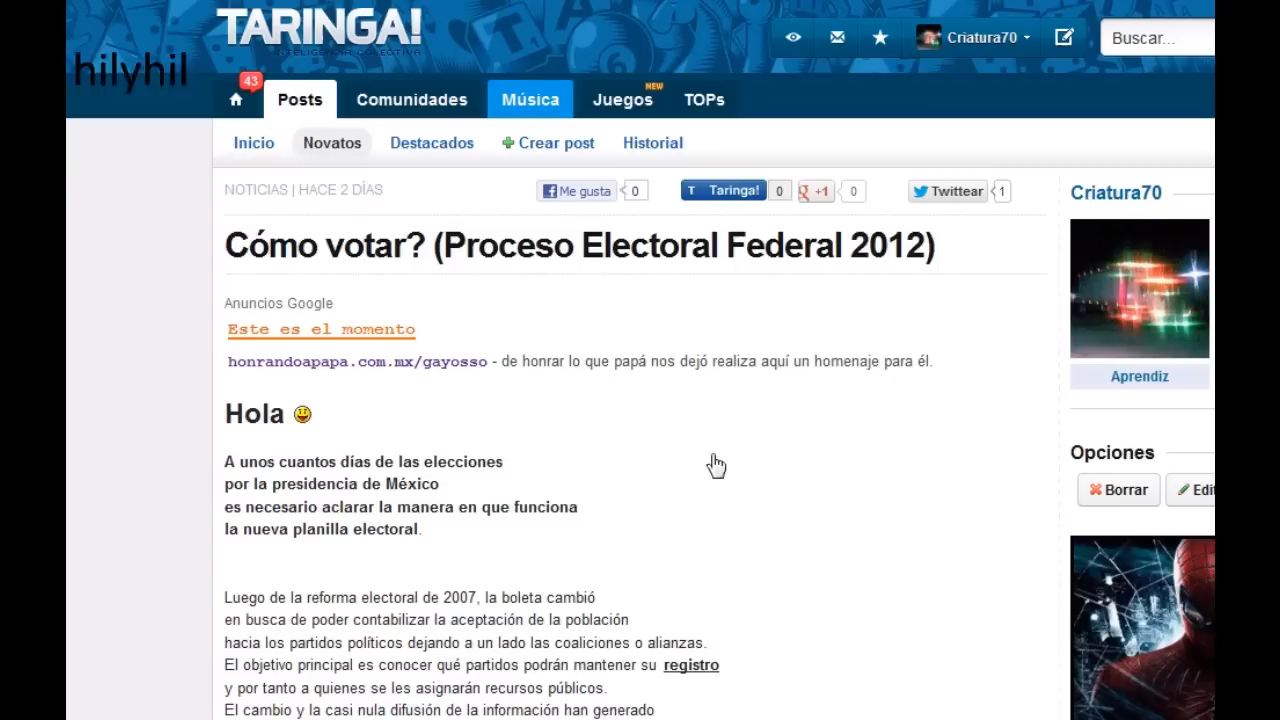 TARINGA!
INTELIGENCIA COLECTIVA
Criatura70
Buscar...
hilyhil
43
Posts
Comunidades
Música
Juegos
NEW
TOPs
Inicio
Novatos
Destacados
Crear post
Historial
NOTICIAS | HACE 2 DÍAS
Me gusta
0
T Taringa!
0
+1
0
Twittear
1
Criatura70
Cómo votar? (Proceso Electoral Federal 2012)
Anuncios Google
Este es el momento
honrandoapapa.com.mx/gayosso - de honrar lo que papá nos dejó realiza aquí un homenaje para él.
Aprendiz
Hola
A unos cuantos días de las elecciones
por la presidencia de México
es necesario aclarar la manera en que funciona
la nueva planilla electoral.
Opciones
Borrar
Edit
Luego de la reforma electoral de 2007, la boleta cambió
en busca de poder contabilizar la aceptación de la población
hacia los partidos políticos dejando a un lado las coaliciones o alianzas.
El objetivo principal es conocer qué partidos podrán mantener su registro
y por tanto a quienes se les asignarán recursos públicos.
El cambio y la casi nula difusión de la información han generado